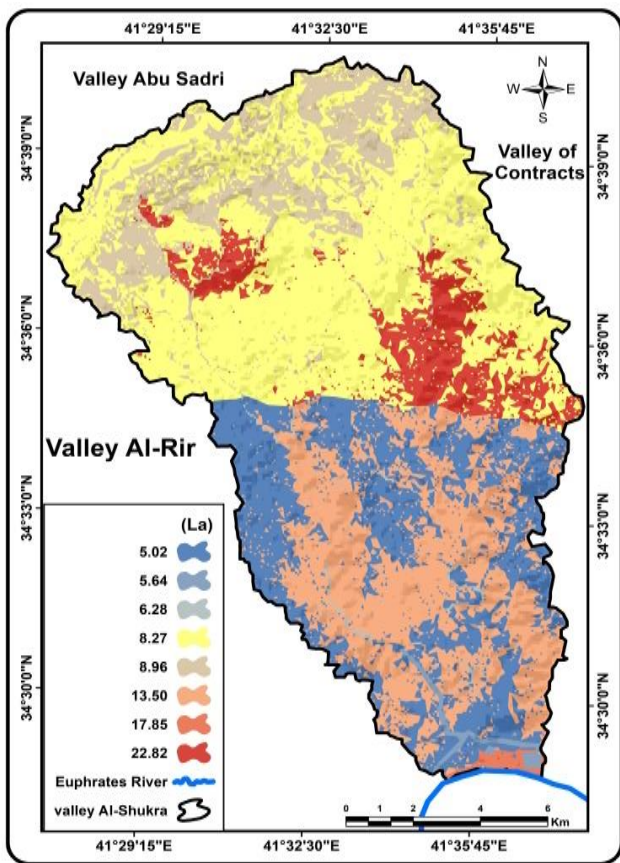 41°29'15"E 41°32'30"E 41°35'45"E
Valley Abu Sadri
N
W E
S
34°39'0"N
34°39'0"N
Valley of
Contracts
34°36'0"N
34°36'0"N
Valley Al-Rir
34°33'0"N
34°33'0"N
(La)
5.02
5.64
6.28
8.27
8.96
13.50
17.85
22.82
Euphrates River
valley Al-Shukra
34°30'0"N
34°30'0"N
0 1 2 4 6
Km
41°29'15"E 41°32'30"E 41°35'45"E